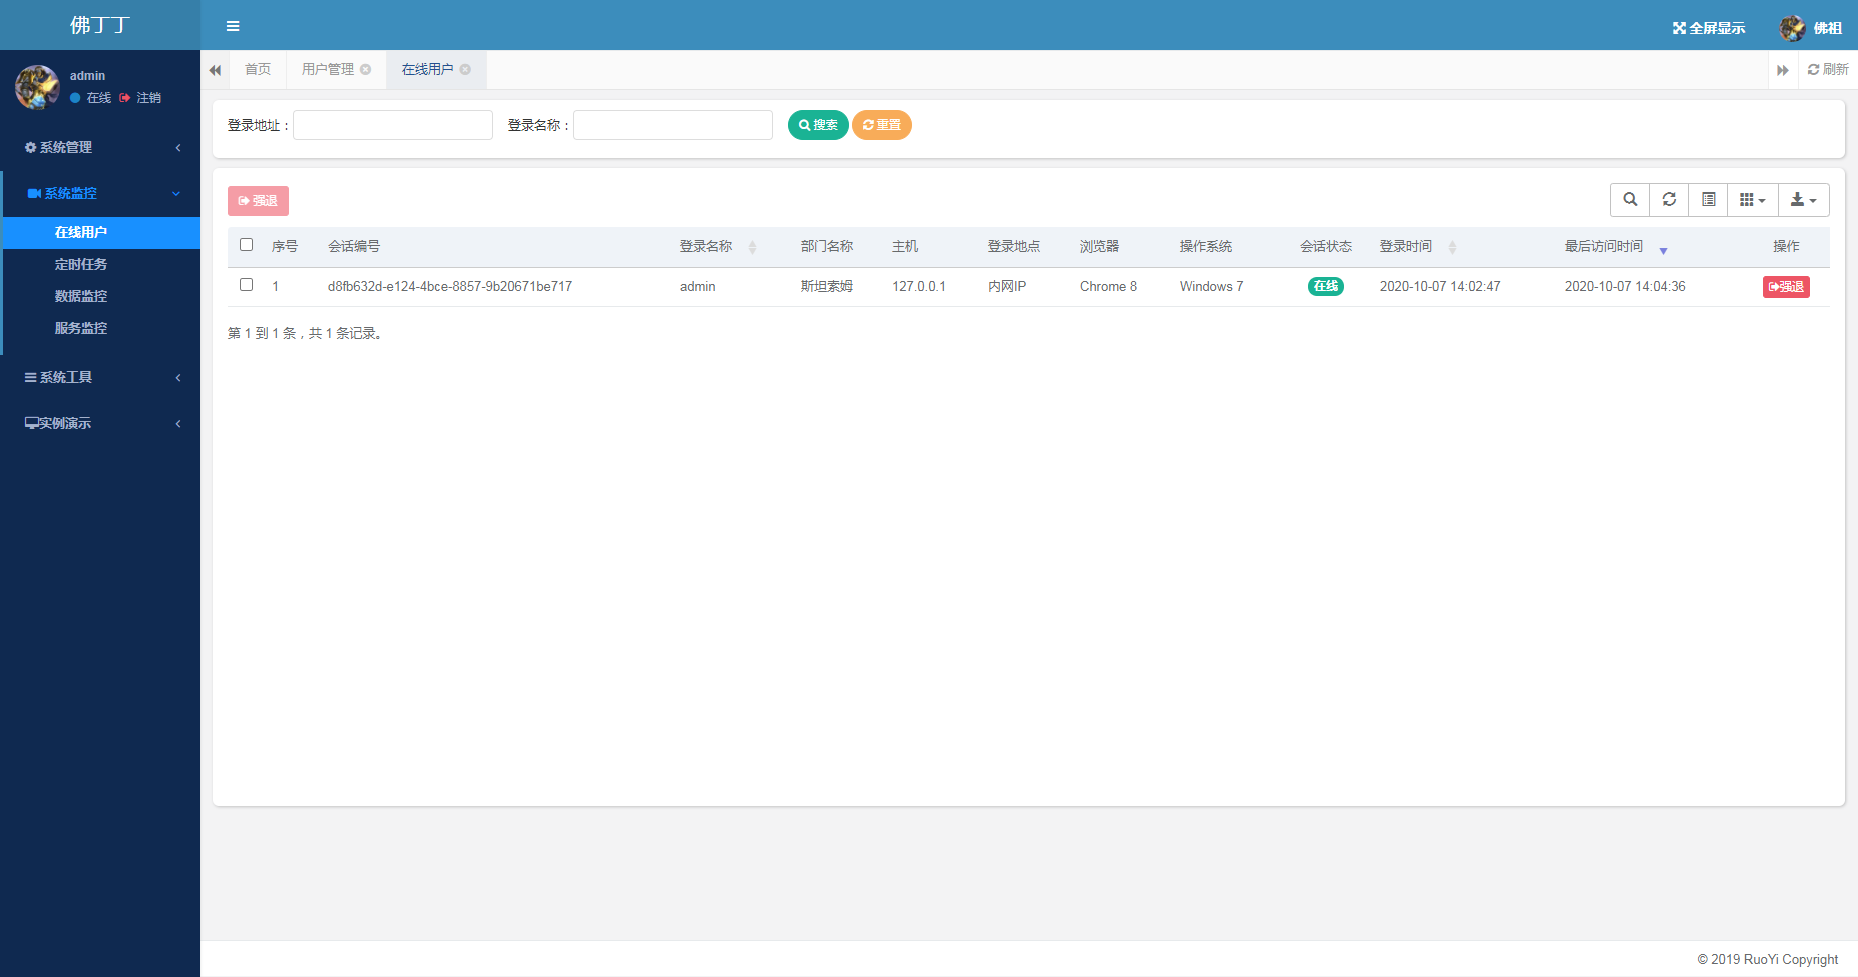 佛丁丁
全屏显示 佛祖
admin
在线 注销
首页 用户管理 在线用户 刷新
系统管理
系统监控
在线用户
定时任务
数据监控
服务监控
系统工具
实例演示
登录地址： 登录名称： 搜索 重置
强退
序号 会话编号 登录名称 部门名称 主机 登录地点 浏览器 操作系统 会话状态 登录时间 最后访问时间 操作
1 d8fb632d-e124-4bce-8857-9b20671be717 admin 斯坦索姆 127.0.0.1 内网IP Chrome 8 Windows 7 在线 2020-10-07 14:02:47 2020-10-07 14:04:36 强退
第 1 到 1 条，共 1 条记录。
© 2019 RuoYi Copyright